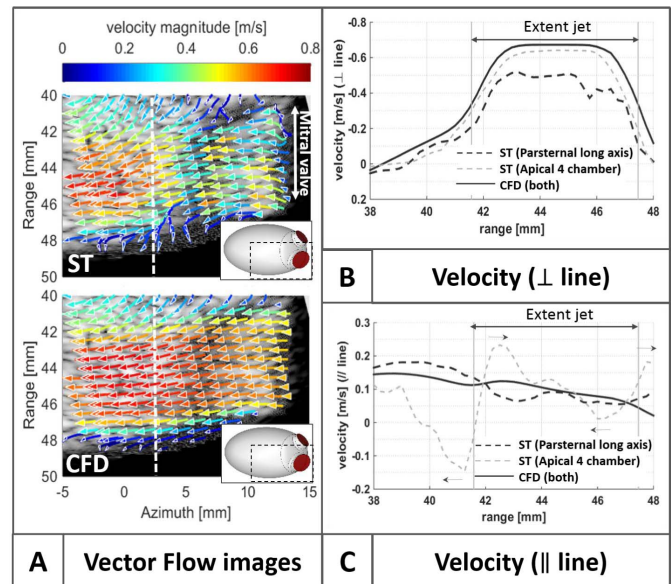 velocity magnitude [m/s]
0 0.2 0.4 0.6 0.8
40
42
44
46
48
50
Range [mm]
Mitral valve
ST
40
42
44
46
48
50
Range [mm]
CFD
-5 0 5 10 15
Azimuth [mm]
A Vector Flow images
-0.8
-0.6
-0.4
-0.2
0
0.2
velocity [m/s] (⊥ line)
Extent jet
ST (Parsternal long axis)
ST (Apical 4 chamber)
CFD (both)
38 40 42 44 46 48
range [mm]
B Velocity (⊥ line)
0.3
0.2
0.1
0
-0.1
-0.2
velocity [m/s] (// line)
Extent jet
ST (Parsternal long axis)
ST (Apical 4 chamber)
CFD (both)
38 40 42 44 46 48
range [mm]
C Velocity (∥ line)